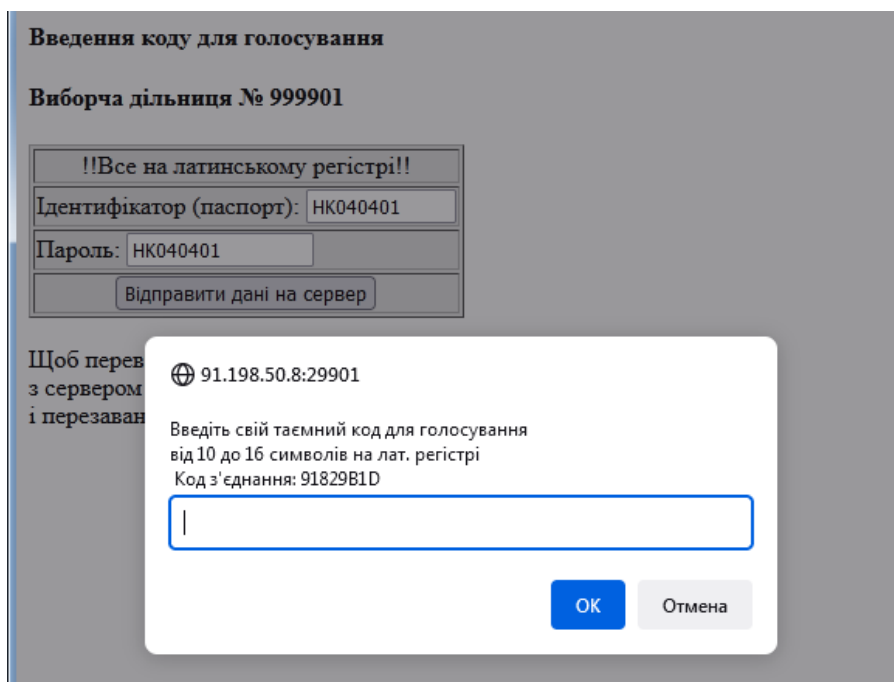 Введення коду для голосування
Виборча дільниця № 999901
!!Все на латинському регістрі!!
Ідентифікатор (паспорт): НК040401
Пароль: НК040401
Відправити дані на сервер
Щоб перев
з сервером
і перезаван
91.198.50.8:29901
Введіть свій таємний код для голосування
від 10 до 16 символів на лат. регістрі
Код з'єднання: 91829B1D
ОК
Отмена